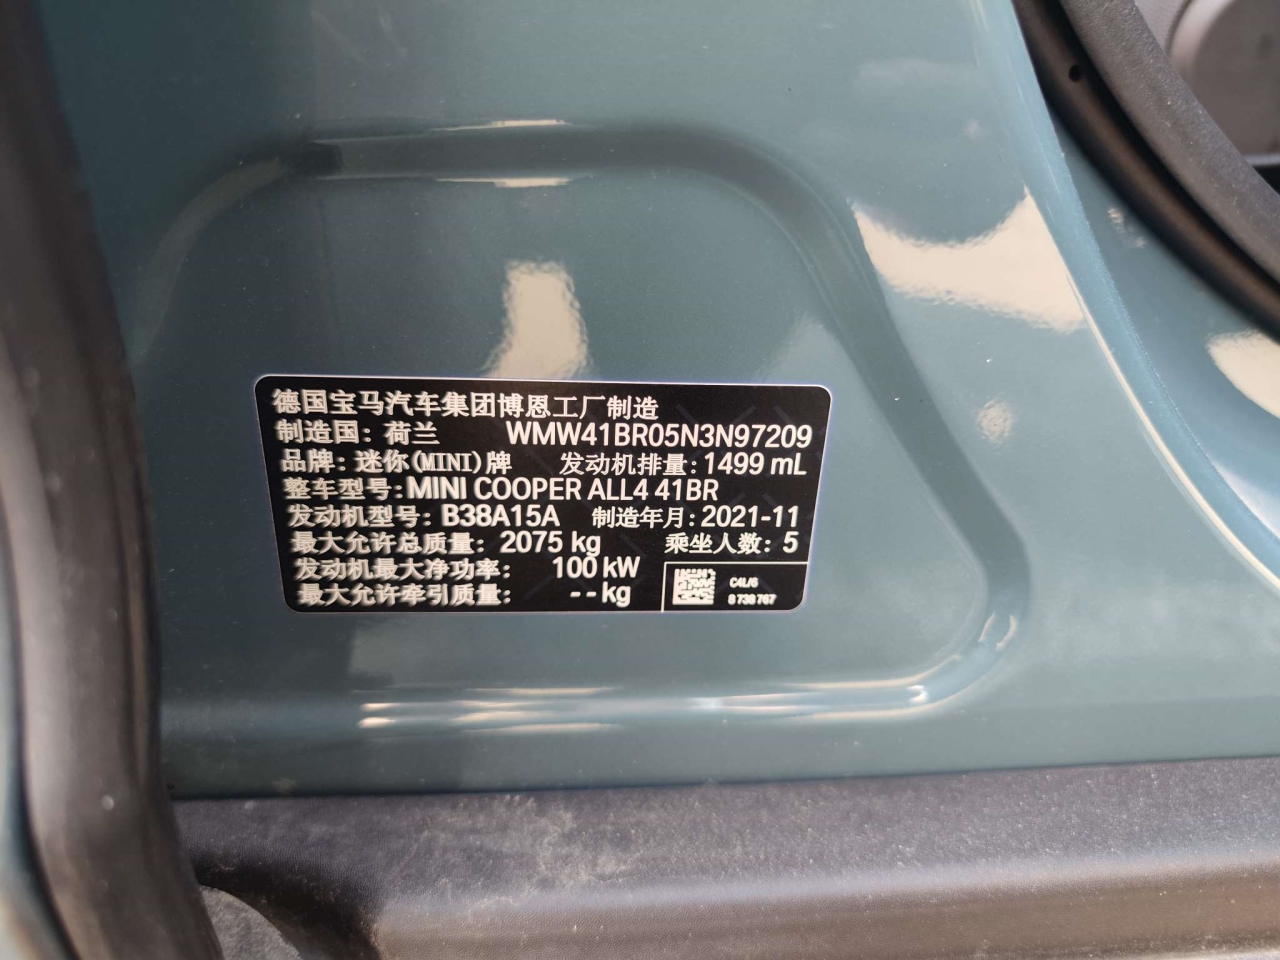 德国宝马汽车集团博恩工厂制造
制造国：荷兰 WMW41BR05N3N97209
品牌：迷你(MINI)牌 发动机排量：1499 mL
整车型号：MINI COOPER ALL4 41BR
发动机型号：B38A15A 制造年月：2021-11
最大允许总质量：2075 kg 乘坐人数：5
发动机最大净功率：100 kW
最大允许牵引质量：--kg
C4L/6
8 736 767